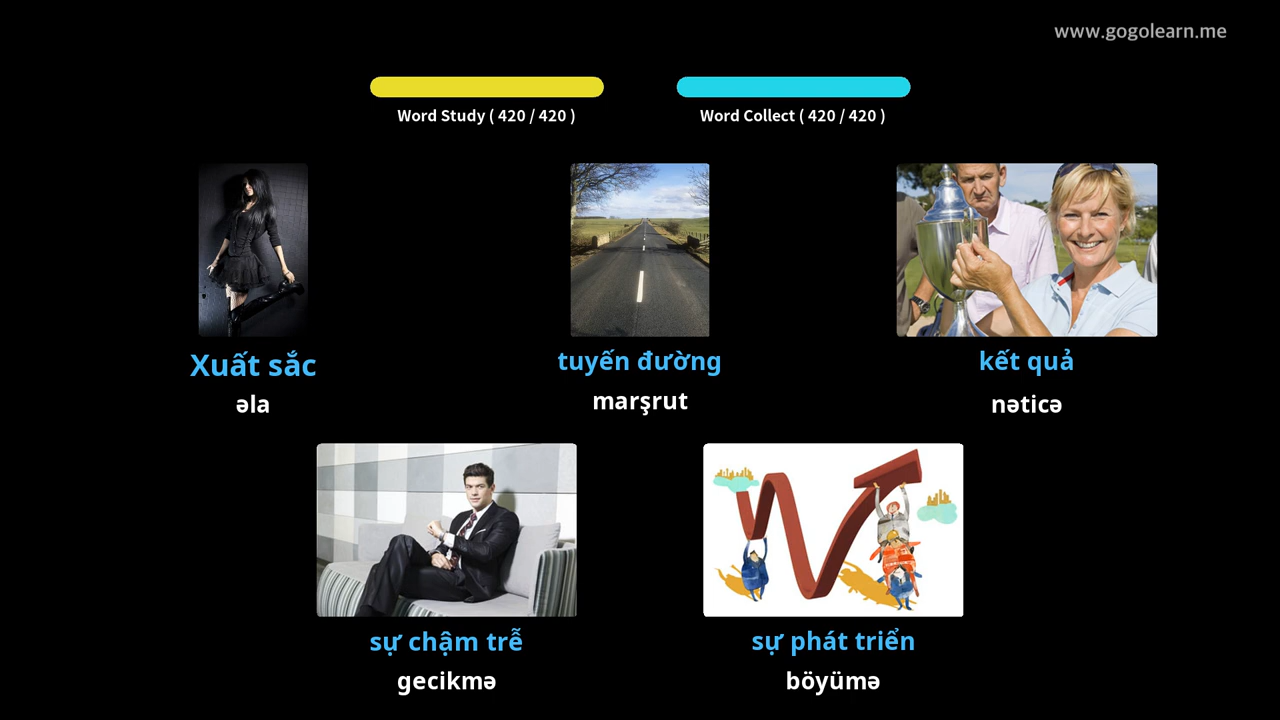 www.gogolearn.me
Word Study ( 420 / 420 )
Word Collect ( 420 / 420 )
Xuất sắc
əla
tuyến đường
marşrut
kết quả
nəticə
sự chậm trễ
gecikmə
sự phát triển
böyümə